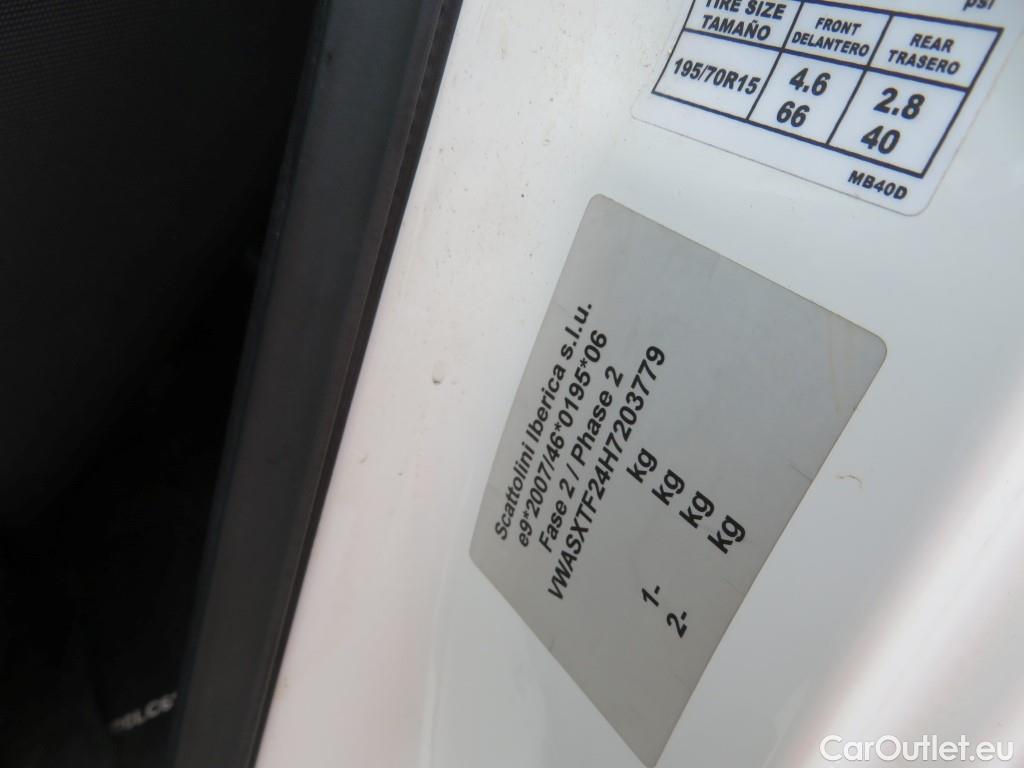 psi
TIRE SIZE FRONT REAR
TAMAÑO DELANTERO TRASERO
195/70R15 4.6 2.8
66 40
MB40D
Scattolini Iberica s.l.u.
e9*2007/46*0195*06
Fase 2 / Phase 2
VWASXTF24H7203779
kg
kg
1- kg
2- kg
CarOutlet.eu